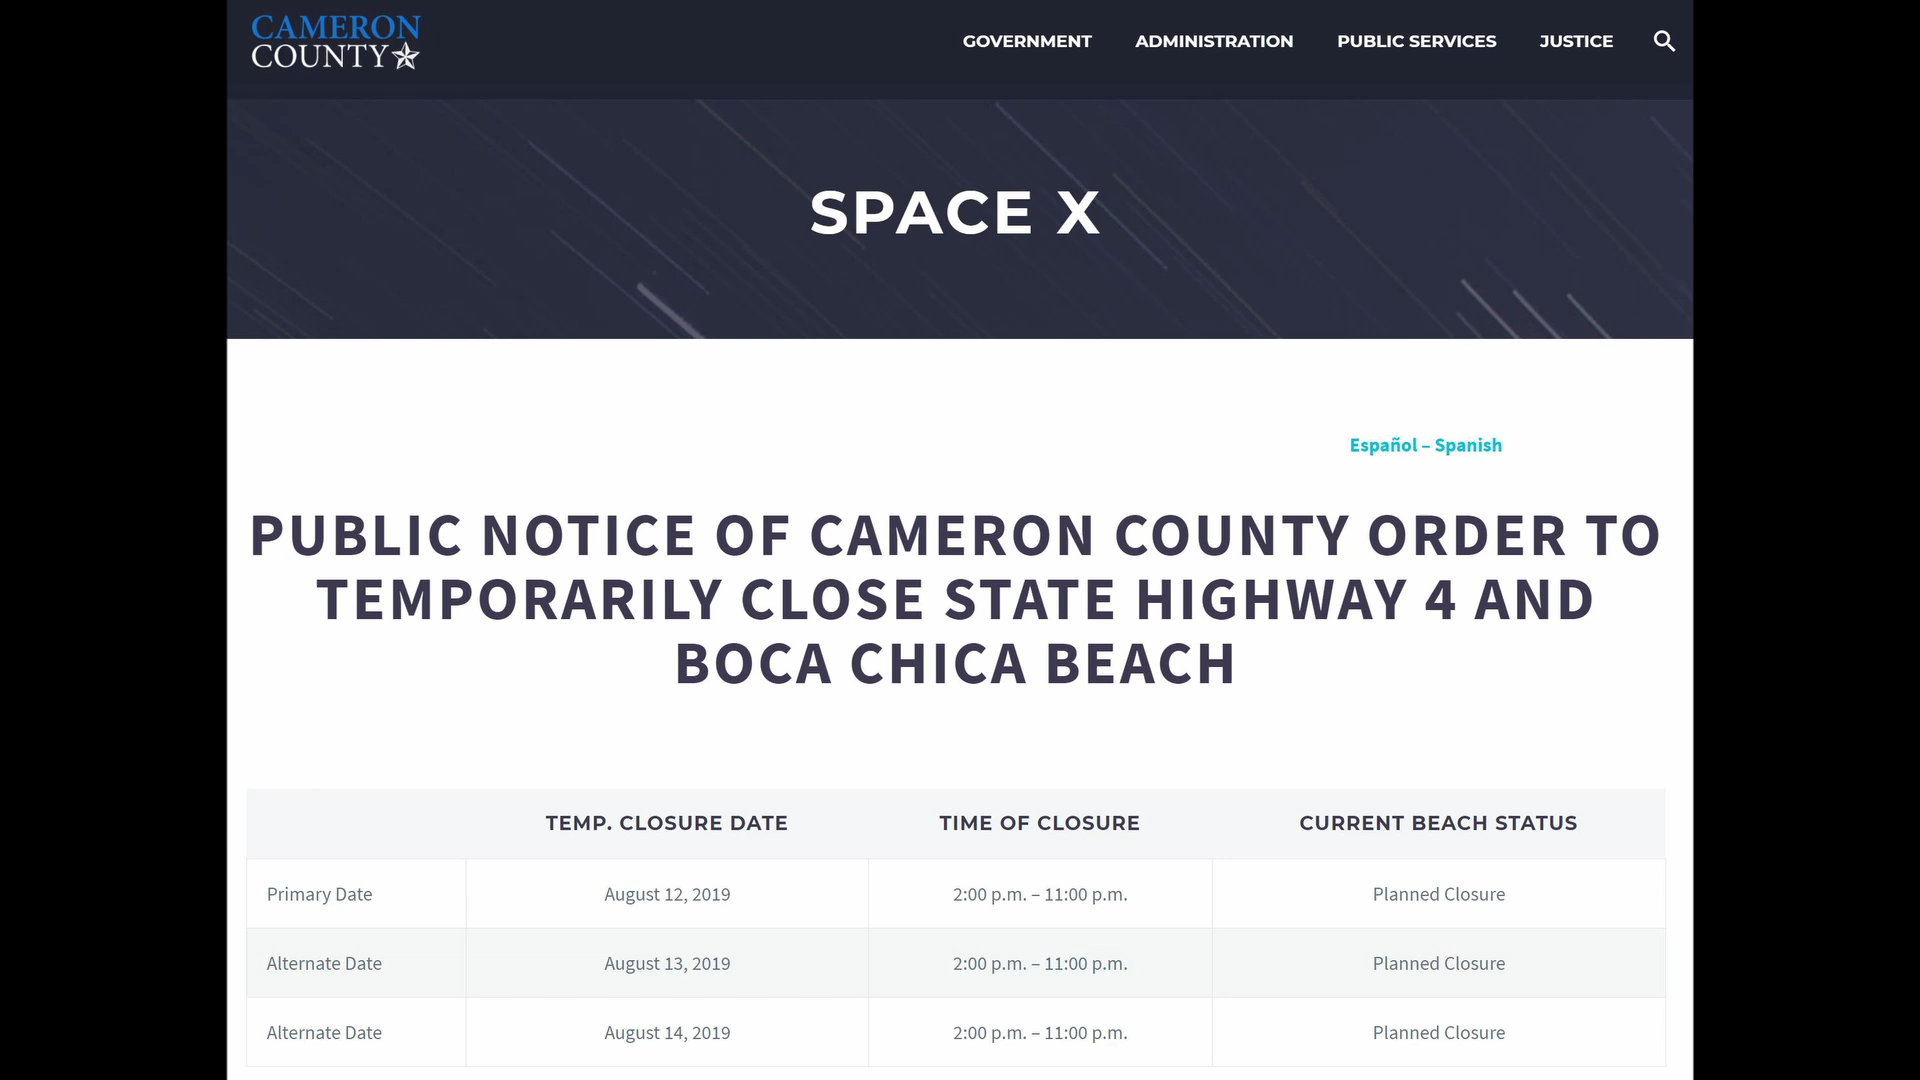 CAMERON
COUNTY
GOVERNMENT ADMINISTRATION PUBLIC SERVICES JUSTICE
SPACE X
Español – Spanish
PUBLIC NOTICE OF CAMERON COUNTY ORDER TO
TEMPORARILY CLOSE STATE HIGHWAY 4 AND
BOCA CHICA BEACH
TEMP. CLOSURE DATE TIME OF CLOSURE CURRENT BEACH STATUS
Primary Date August 12, 2019 2:00 p.m. – 11:00 p.m. Planned Closure
Alternate Date August 13, 2019 2:00 p.m. – 11:00 p.m. Planned Closure
Alternate Date August 14, 2019 2:00 p.m. – 11:00 p.m. Planned Closure